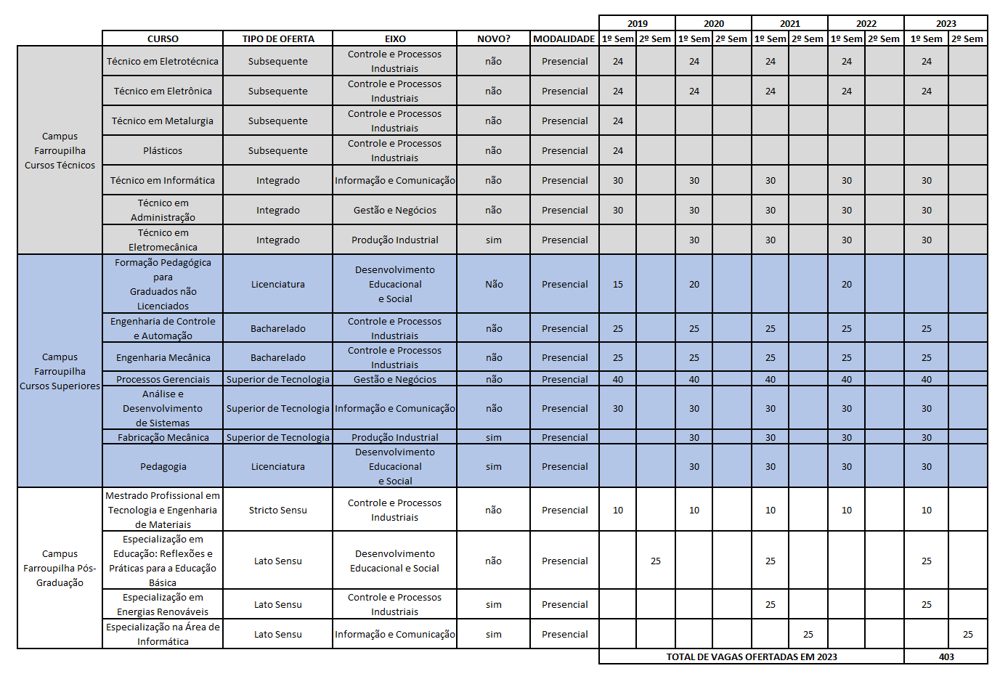 2019 2020 2021 2022 2023
CURSO TIPO DE OFERTA EIXO NOVO? MODALIDADE 1º Sem 2º Sem 1º Sem 2º Sem 1º Sem 2º Sem 1º Sem 2º Sem 1º Sem 2º Sem
Campus
Farroupilha
Cursos Técnicos
Técnico em Eletrotécnica Subsequente Controle e Processos
Industriais não Presencial 24 24 24 24 24
Técnico em Eletrônica Subsequente Controle e Processos
Industriais não Presencial 24 24 24 24 24
Técnico em Metalurgia Subsequente Controle e Processos
Industriais não Presencial 24
Plásticos Subsequente Controle e Processos
Industriais não Presencial 24
Técnico em Informática Integrado Informação e Comunicação não Presencial 30 30 30 30 30
Técnico em
Administração Integrado Gestão e Negócios não Presencial 30 30 30 30 30
Técnico em
Eletromecânica Integrado Produção Industrial sim Presencial 30 30 30 30
Campus
Farroupilha
Cursos Superiores
Formação Pedagógica
para
Graduados não
Licenciados Licenciatura Desenvolvimento
Educacional
e Social Não Presencial 15 20 20
Engenharia de Controle
e Automação Bacharelado Controle e Processos
Industriais não Presencial 25 25 25 25 25
Engenharia Mecânica Bacharelado Controle e Processos
Industriais não Presencial 25 25 25 25 25
Processos Gerenciais Superior de Tecnologia Gestão e Negócios não Presencial 40 40 40 40 40
Análise e
Desenvolvimento
de Sistemas Superior de Tecnologia Informação e Comunicação não Presencial 30 30 30 30 30
Fabricação Mecânica Superior de Tecnologia Produção Industrial sim Presencial 30 30 30 30
Pedagogia Licenciatura Desenvolvimento
Educacional
e Social sim Presencial 30 30 30 30
Campus
Farroupilha Pós-
Graduação
Mestrado Profissional em
Tecnologia e Engenharia
de Materiais Stricto Sensu Controle e Processos
Industriais não Presencial 10 10 10 10 10
Especialização em
Educação: Reflexões e
Práticas para a Educação
Básica Lato Sensu Desenvolvimento
Educacional e Social não Presencial 25 25 25
Especialização em
Energias Renováveis Lato Sensu Controle e Processos
Industriais sim Presencial 25 25
Especialização na Área de
Informática Lato Sensu Informação e Comunicação sim Presencial 25 25
TOTAL DE VAGAS OFERTADAS EM 2023 403